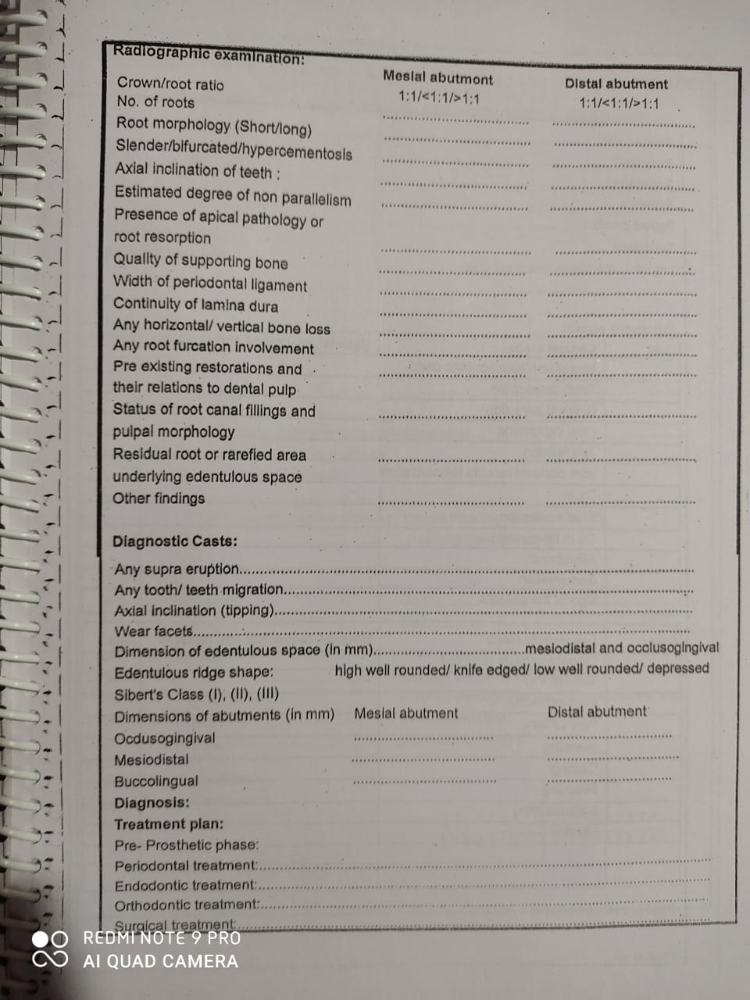 Radiographic examination:
Mesial abutmont Distal abutment
Crown/root ratio 1:1/<1:1/>1:1 1:1/<1:1/>1:1
No. of roots
Root morphology (Short/long)
Slender/bifurcated/hypercementosis
Axial inclination of teeth :
Estimated degree of non parallelism
Presence of apical pathology or
root resorption
Quality of supporting bone
Width of periodontal ligament
Continuity of lamina dura
Any horizontal/ vertical bone loss
Any root furcation involvement
Pre existing restorations and
their relations to dental pulp
Status of root canal fillings and
pulpal morphology
Residual root or rarefied area
underlying edentulous space
Other findings
Diagnostic Casts:
Any supra eruption
Any tooth/ teeth migration
Axial inclination (tipping)
Wear facets
Dimension of edentulous space (in mm) mesiodistal and occlusogingival
Edentulous ridge shape: high well rounded/ knife edged/ low well rounded/ depressed
Sibert's Class (I), (II), (III)
Dimensions of abutments (in mm) Mesial abutment Distal abutment
Ocdusogingival
Mesiodistal
Buccolingual
Diagnosis:
Treatment plan:
Pre- Prosthetic phase:
Periodontal treatment:
Endodontic treatment:
Orthodontic treatment:
Surgical treatment:
REDMI NOTE 9 PRO
AI QUAD CAMERA